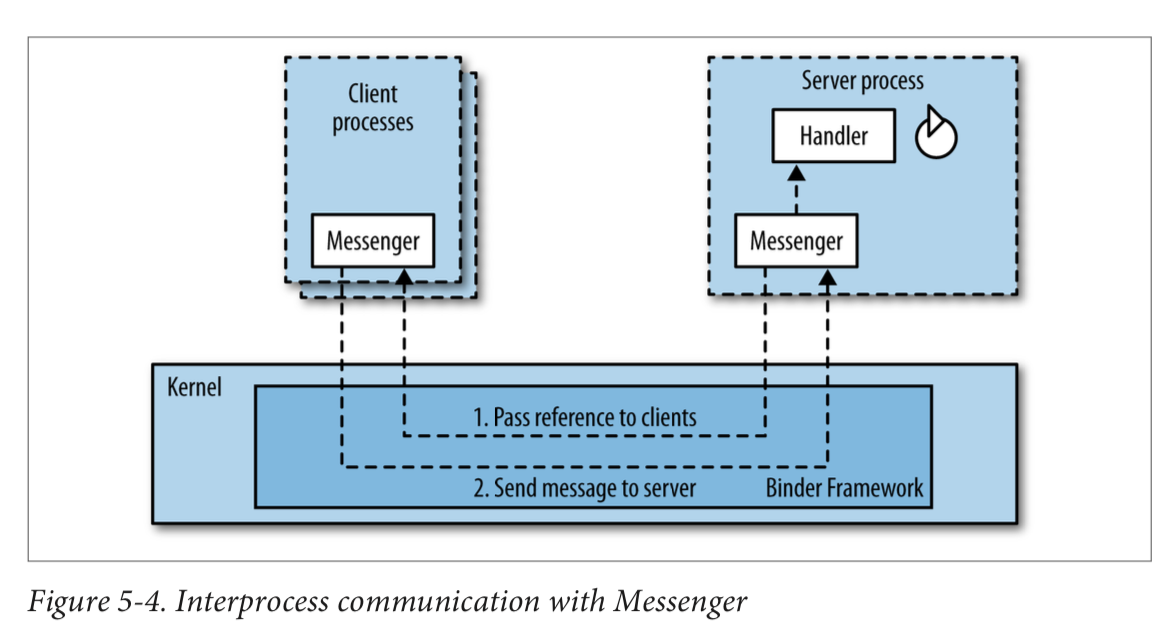 Client
processes
Messenger
Server process
Handler
Messenger
Kernel
1. Pass reference to clients
2. Send message to server
Binder Framework
Figure 5-4. Interprocess communication with Messenger